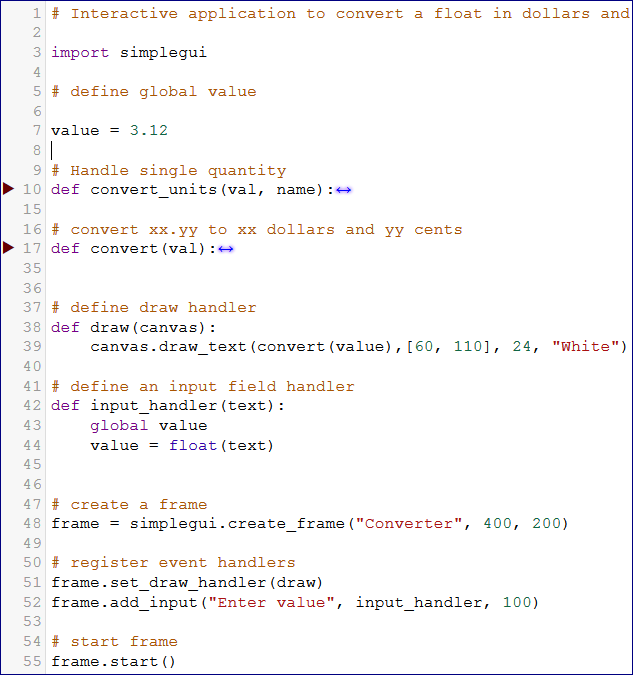 1 # Interactive application to convert a float in dollars and
2
3 import simplegui
4
5 # define global value
6
7 value = 3.12
8
9 # Handle single quantity
10 def convert_units(val, name):↔
15
16 # convert xx.yy to xx dollars and yy cents
17 def convert(val):↔
35
36
37 # define draw handler
38 def draw(canvas):
39     canvas.draw_text(convert(value),[60, 110], 24, "White")
40
41 # define an input field handler
42 def input_handler(text):
43     global value
44     value = float(text)
45
46
47 # create a frame
48 frame = simplegui.create_frame("Converter", 400, 200)
49
50 # register event handlers
51 frame.set_draw_handler(draw)
52 frame.add_input("Enter value", input_handler, 100)
53
54 # start frame
55 frame.start()